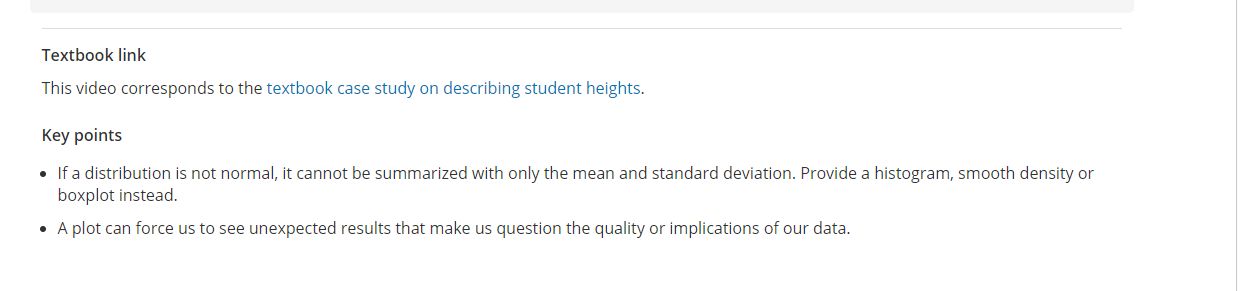 Textbook link
This video corresponds to the textbook case study on describing student heights.
Key points
• If a distribution is not normal, it cannot be summarized with only the mean and standard deviation. Provide a histogram, smooth density or
boxplot instead.
• A plot can force us to see unexpected results that make us question the quality or implications of our data.